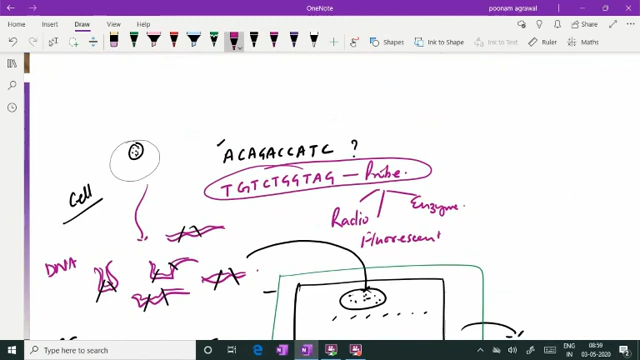 OneNote
poonam agrawal
Home Insert Draw View Help
Share
Shapes Ink to Shape Ink to Text Ruler Maths
ACAGACCATC ?
TGTCTGGTAG — Probe.
Cell
Radio Enzyme.
Fluorescent
DNA
Type here to search
ENG 08:59
IN 03-05-2020